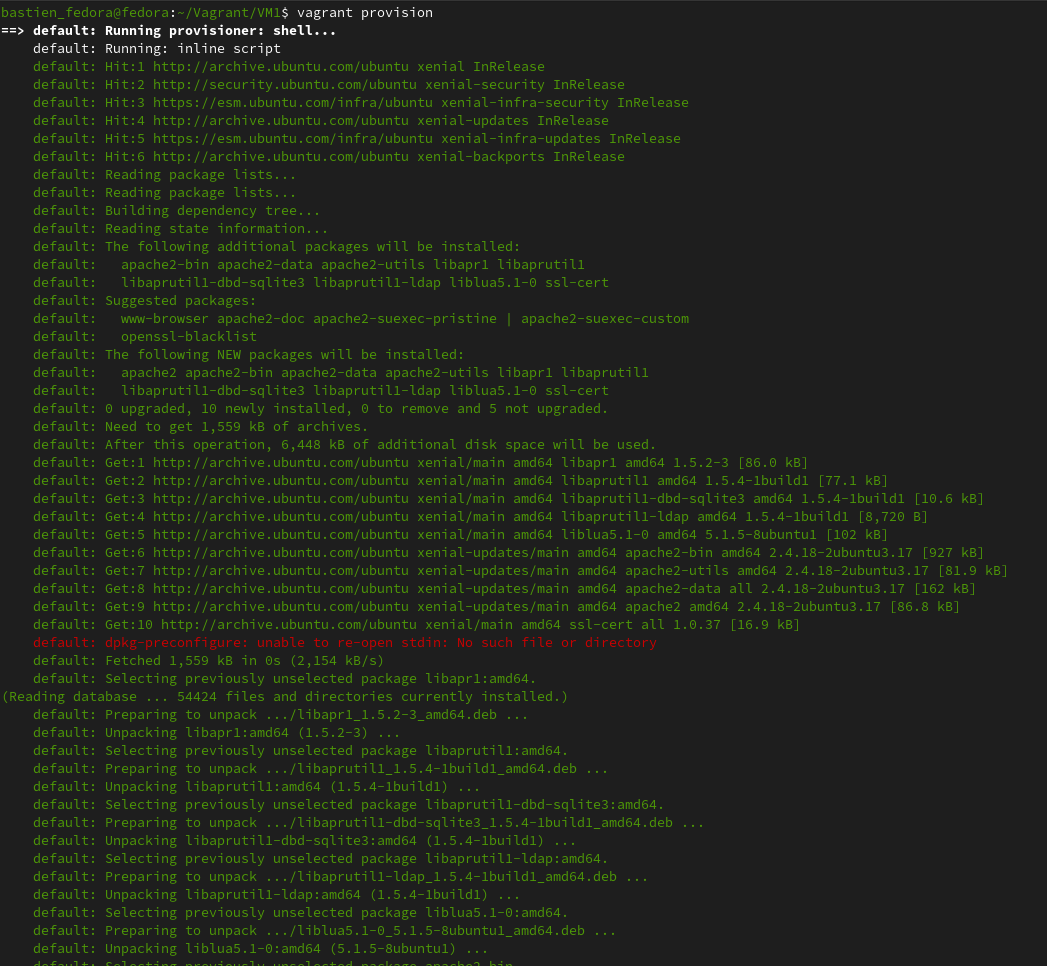 bastien_fedora@fedora:~/Vagrant/VM1$ vagrant provision
==> default: Running provisioner: shell...
default: Running: inline script
default: Hit:1 http://archive.ubuntu.com/ubuntu xenial InRelease
default: Hit:2 http://security.ubuntu.com/ubuntu xenial-security InRelease
default: Hit:3 https://esm.ubuntu.com/infra/ubuntu xenial-infra-security InRelease
default: Hit:4 http://archive.ubuntu.com/ubuntu xenial-updates InRelease
default: Hit:5 https://esm.ubuntu.com/infra/ubuntu xenial-infra-updates InRelease
default: Hit:6 http://archive.ubuntu.com/ubuntu xenial-backports InRelease
default: Reading package lists...
default: Reading package lists...
default: Building dependency tree...
default: Reading state information...
default: The following additional packages will be installed:
default:   apache2-bin apache2-data apache2-utils libapr1 libaprutil1
default:   libaprutil1-dbd-sqlite3 libaprutil1-ldap liblua5.1-0 ssl-cert
default: Suggested packages:
default:   www-browser apache2-doc apache2-suexec-pristine | apache2-suexec-custom
default:   openssl-blacklist
default: The following NEW packages will be installed:
default:   apache2 apache2-bin apache2-data apache2-utils libapr1 libaprutil1
default:   libaprutil1-dbd-sqlite3 libaprutil1-ldap liblua5.1-0 ssl-cert
default: 0 upgraded, 10 newly installed, 0 to remove and 5 not upgraded.
default: Need to get 1,559 kB of archives.
default: After this operation, 6,448 kB of additional disk space will be used.
default: Get:1 http://archive.ubuntu.com/ubuntu xenial/main amd64 libapr1 amd64 1.5.2-3 [86.0 kB]
default: Get:2 http://archive.ubuntu.com/ubuntu xenial/main amd64 libaprutil1 amd64 1.5.4-1build1 [77.1 kB]
default: Get:3 http://archive.ubuntu.com/ubuntu xenial/main amd64 libaprutil1-dbd-sqlite3 amd64 1.5.4-1build1 [10.6 kB]
default: Get:4 http://archive.ubuntu.com/ubuntu xenial/main amd64 libaprutil1-ldap amd64 1.5.4-1build1 [8,720 B]
default: Get:5 http://archive.ubuntu.com/ubuntu xenial/main amd64 liblua5.1-0 amd64 5.1.5-8ubuntu1 [102 kB]
default: Get:6 http://archive.ubuntu.com/ubuntu xenial-updates/main amd64 apache2-bin amd64 2.4.18-2ubuntu3.17 [927 kB]
default: Get:7 http://archive.ubuntu.com/ubuntu xenial-updates/main amd64 apache2-utils amd64 2.4.18-2ubuntu3.17 [81.9 kB]
default: Get:8 http://archive.ubuntu.com/ubuntu xenial-updates/main amd64 apache2-data all 2.4.18-2ubuntu3.17 [162 kB]
default: Get:9 http://archive.ubuntu.com/ubuntu xenial-updates/main amd64 apache2 amd64 2.4.18-2ubuntu3.17 [86.8 kB]
default: Get:10 http://archive.ubuntu.com/ubuntu xenial/main amd64 ssl-cert all 1.0.37 [16.9 kB]
default: dpkg-preconfigure: unable to re-open stdin: No such file or directory
default: Fetched 1,559 kB in 0s (2,154 kB/s)
default: Selecting previously unselected package libapr1:amd64.
(Reading database ... 54424 files and directories currently installed.)
default: Preparing to unpack .../libapr1_1.5.2-3_amd64.deb ...
default: Unpacking libapr1:amd64 (1.5.2-3) ...
default: Selecting previously unselected package libaprutil1:amd64.
default: Preparing to unpack .../libaprutil1_1.5.4-1build1_amd64.deb ...
default: Unpacking libaprutil1:amd64 (1.5.4-1build1) ...
default: Selecting previously unselected package libaprutil1-dbd-sqlite3:amd64.
default: Preparing to unpack .../libaprutil1-dbd-sqlite3_1.5.4-1build1_amd64.deb ...
default: Unpacking libaprutil1-dbd-sqlite3:amd64 (1.5.4-1build1) ...
default: Selecting previously unselected package libaprutil1-ldap:amd64.
default: Preparing to unpack .../libaprutil1-ldap_1.5.4-1build1_amd64.deb ...
default: Unpacking libaprutil1-ldap:amd64 (1.5.4-1build1) ...
default: Selecting previously unselected package liblua5.1-0:amd64.
default: Preparing to unpack .../liblua5.1-0_5.1.5-8ubuntu1_amd64.deb ...
default: Unpacking liblua5.1-0:amd64 (5.1.5-8ubuntu1) ...
default: Selecting previously unselected package apache2-bin.